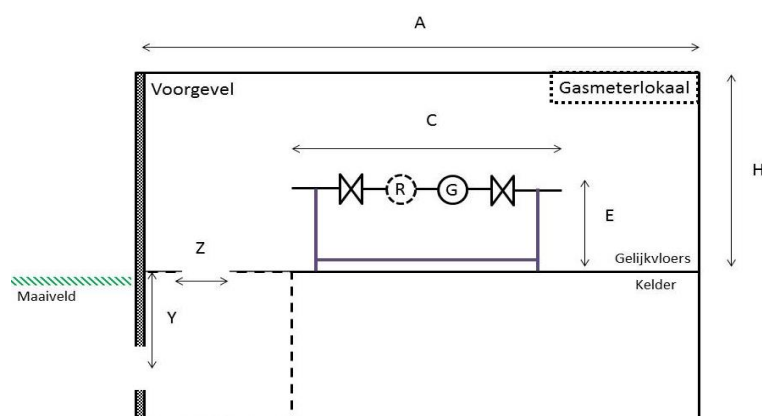 A
Voorgevel
Gasmeterlokaal
C
H
R
G
E
Z
Gelijkvloers
Maaiveld
Kelder
Y